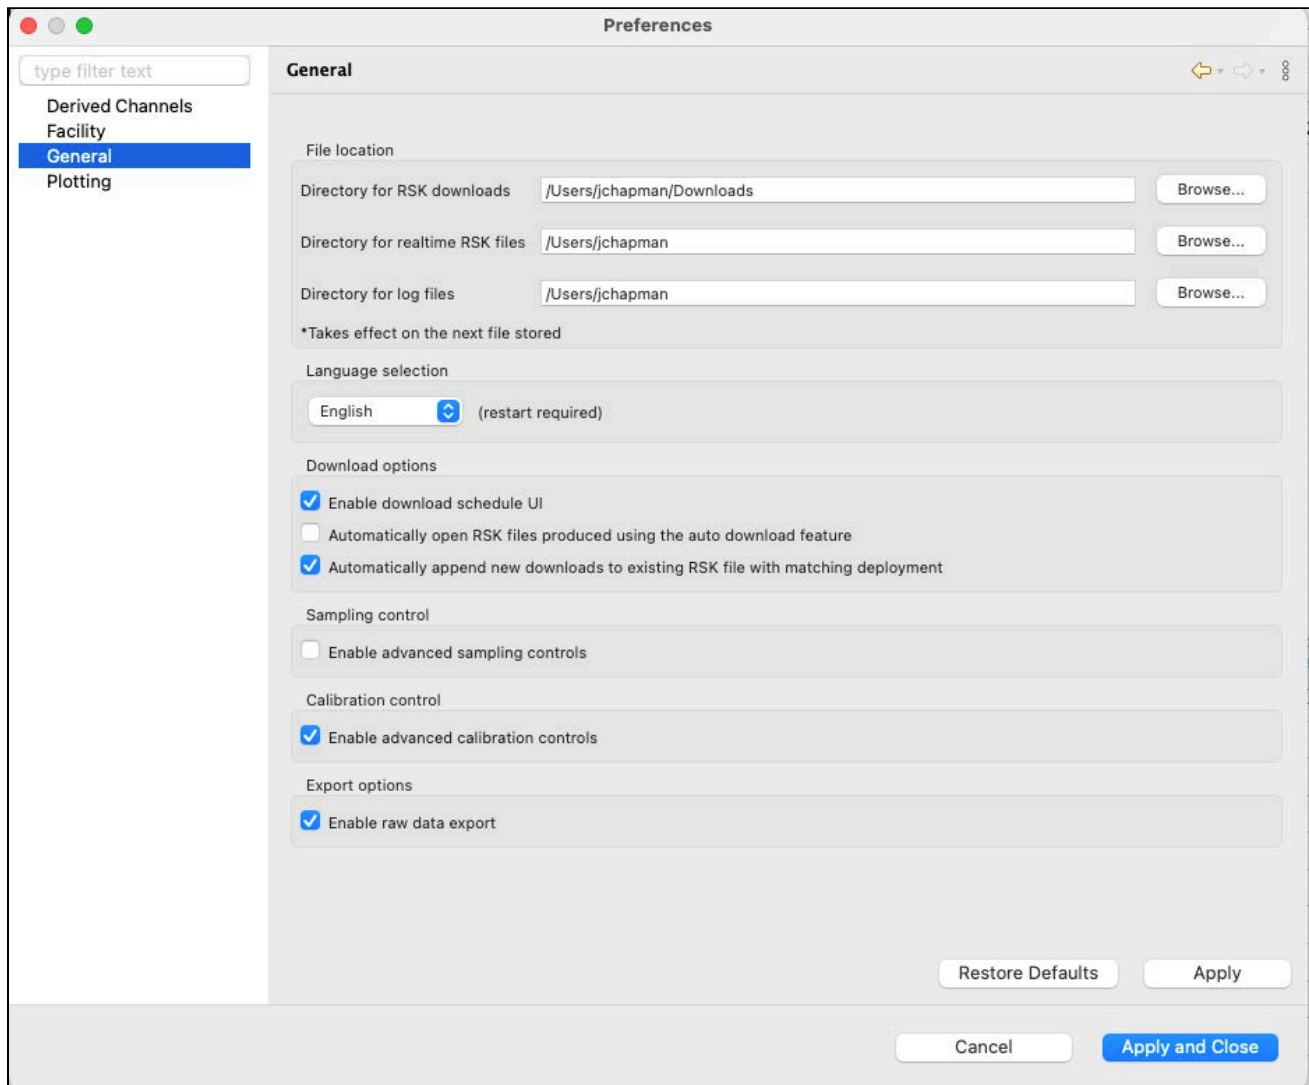 Preferences
type filter text
Derived Channels
Facility
General
Plotting
General
File location
Directory for RSK downloads /Users/jchapman/Downloads Browse...
Directory for realtime RSK files /Users/jchapman Browse...
Directory for log files /Users/jchapman Browse...
*Takes effect on the next file stored
Language selection
English (restart required)
Download options
Enable download schedule UI
Automatically open RSK files produced using the auto download feature
Automatically append new downloads to existing RSK file with matching deployment
Sampling control
Enable advanced sampling controls
Calibration control
Enable advanced calibration controls
Export options
Enable raw data export
Restore Defaults Apply
Cancel Apply and Close